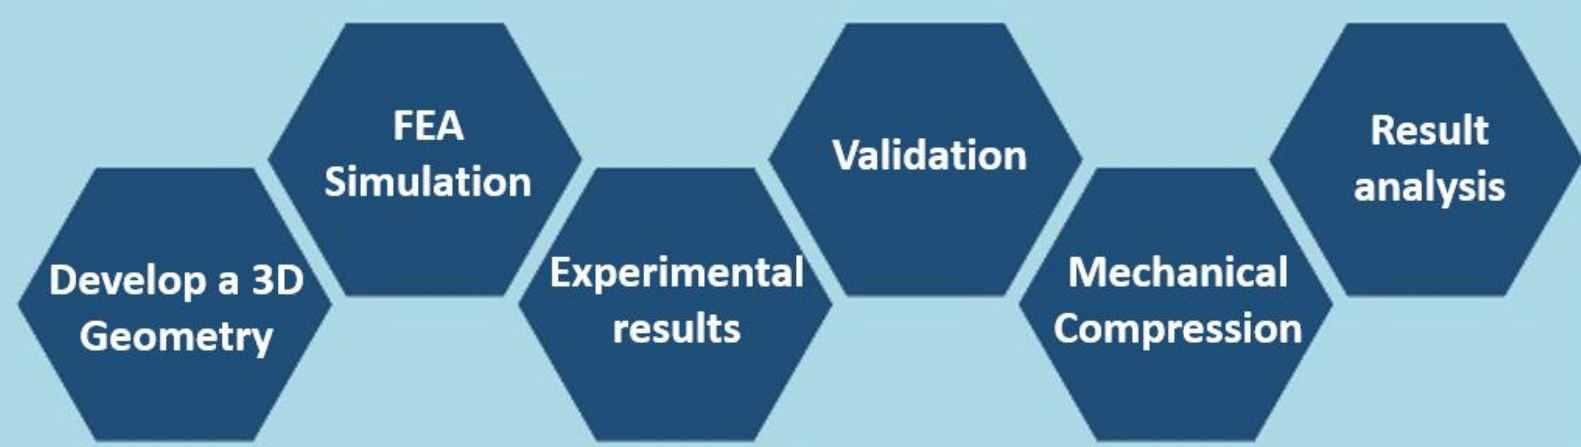 Develop a 3D
Geometry
FEA
Simulation
Experimental
results
Validation
Mechanical
Compression
Result
analysis